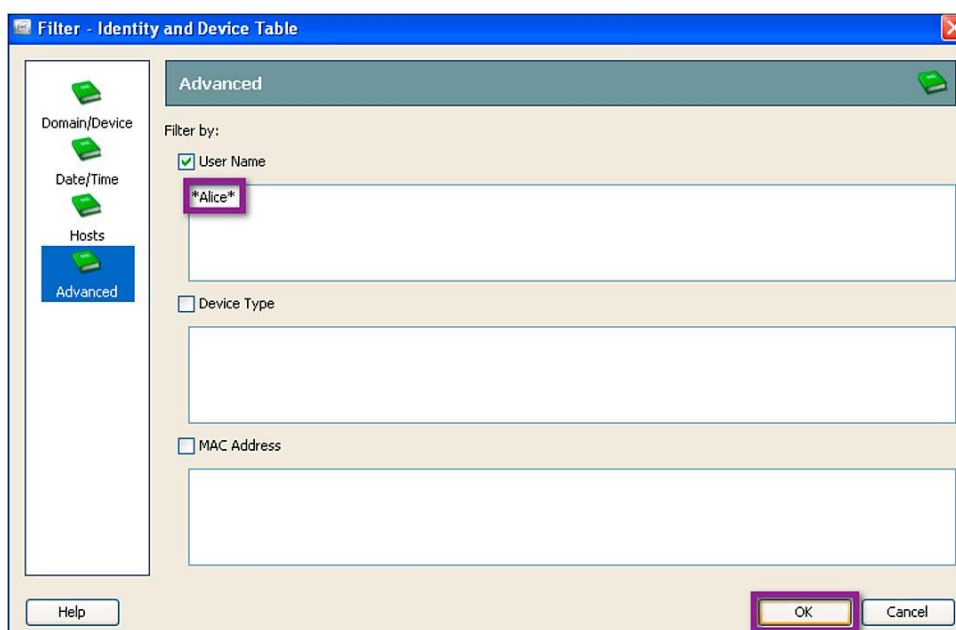 Filter - Identity and Device Table
Domain/Device
Date/Time
Hosts
Advanced
Advanced
Filter by:
User Name
*Alice*
Device Type
MAC Address
Help
OK
Cancel